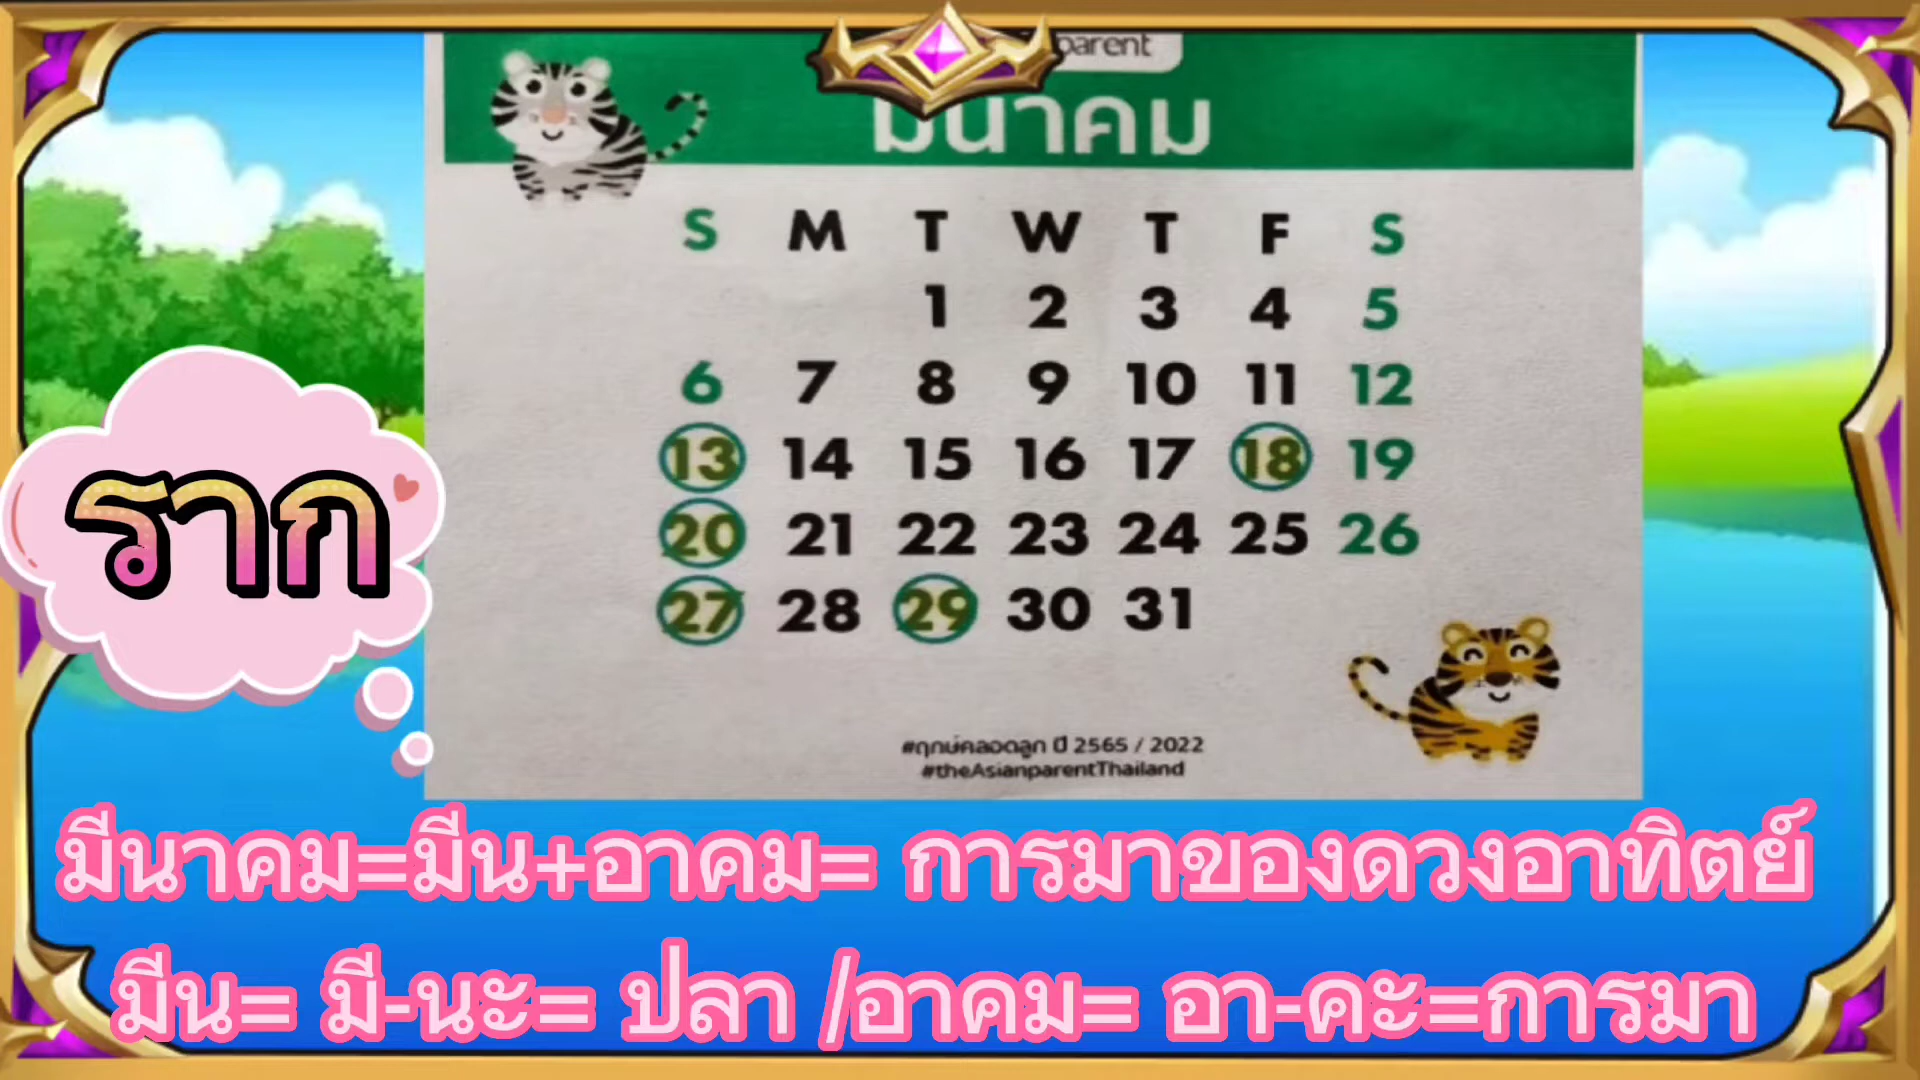 parent
มีนาคม
S M T W T F S
1 2 3 4 5
6 7 8 9 10 11 12
13 14 15 16 17 18 19
20 21 22 23 24 25 26
27 28 29 30 31
ราก
#ฤกษ์คลอดลูก ปี 2565 / 2022
#theAsianparentThailand
มีนาคม=มีน+อาคม= การมาของดวงอาทิตย์
มีน= มี-นะ= ปลา /อาคม= อา-คะ=การมา